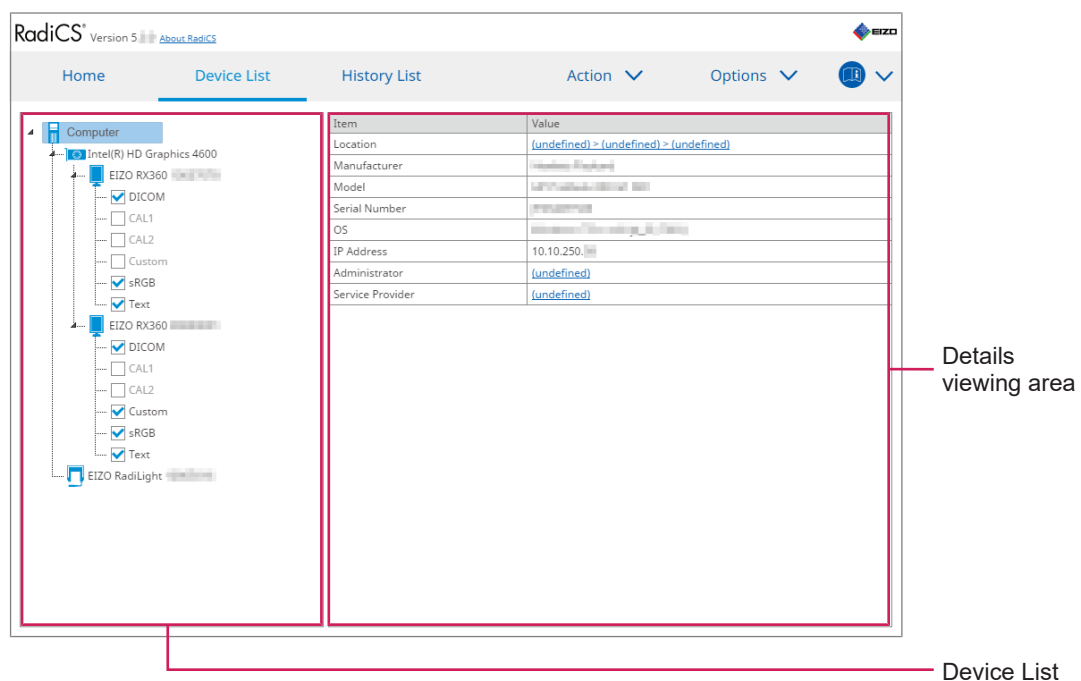 RadiCS® Version 5. About RadiCS
EIZO
Home Device List History List Action Options
Computer
Intel(R) HD Graphics 4600
EIZO RX360
DICOM
CAL1
CAL2
Custom
sRGB
Text
EIZO RX360
DICOM
CAL1
CAL2
Custom
sRGB
Text
EIZO RadiLight
Item Value
Location (undefined) > (undefined) > (undefined)
Manufacturer
Model
Serial Number
OS
IP Address 10.10.250.
Administrator (undefined)
Service Provider (undefined)
Details
viewing area
Device List